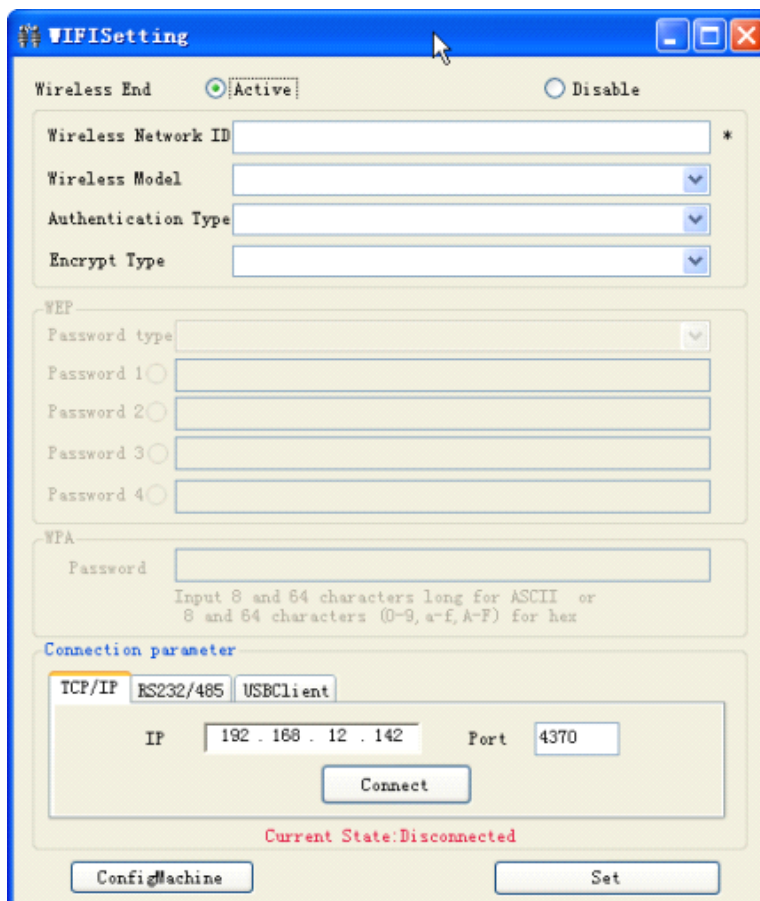 WIFISetting
Wireless End Active Disable
Wireless Network ID *
Wireless Model
Authentication Type
Encrypt Type
WEP
Password type
Password 1
Password 2
Password 3
Password 4
WPA
Password
Input 8 and 64 characters long for ASCII or
8 and 64 characters (0-9,a-f,A-F) for hex
Connection parameter
TCP/IP RS232/485 USBClient
IP 192 . 168 . 12 . 142 Port 4370
Connect
Current State:Disconnected
ConfigMachine Set